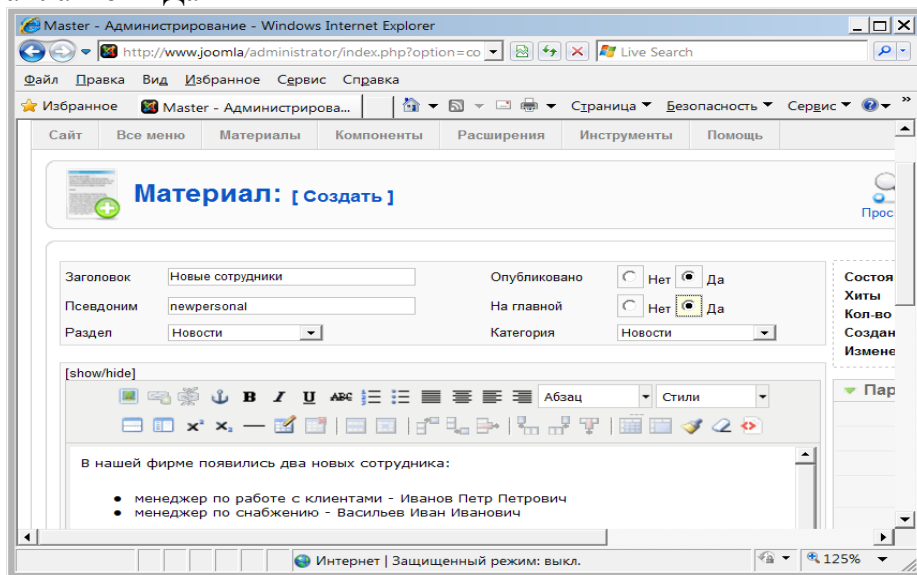 Master - Администрирование - Windows Internet Explorer
http://www.joomla/administrator/index.php?option=co
Live Search
Файл Правка Вид Избранное Сервис Справка
Избранное Master - Администрирова... Страница Безопасность Сервис »
Сайт Все меню Материалы Компоненты Расширения Инструменты Помощь
Материал: [ Создать ]
Прос
Заголовок Новые сотрудники Опубликовано Нет Да
Псевдоним newpersonal На главной Нет Да
Раздел Новости Категория Новости
Состоя
Хиты
Кол-во
Создан
Измене
[show/hide]
B I U ABC Абзац Стили
Пар
В нашей фирме появились два новых сотрудника:
● менеджер по работе с клиентами - Иванов Петр Петрович
● менеджер по снабжению - Васильев Иван Иванович
Интернет | Защищенный режим: выкл. 125%